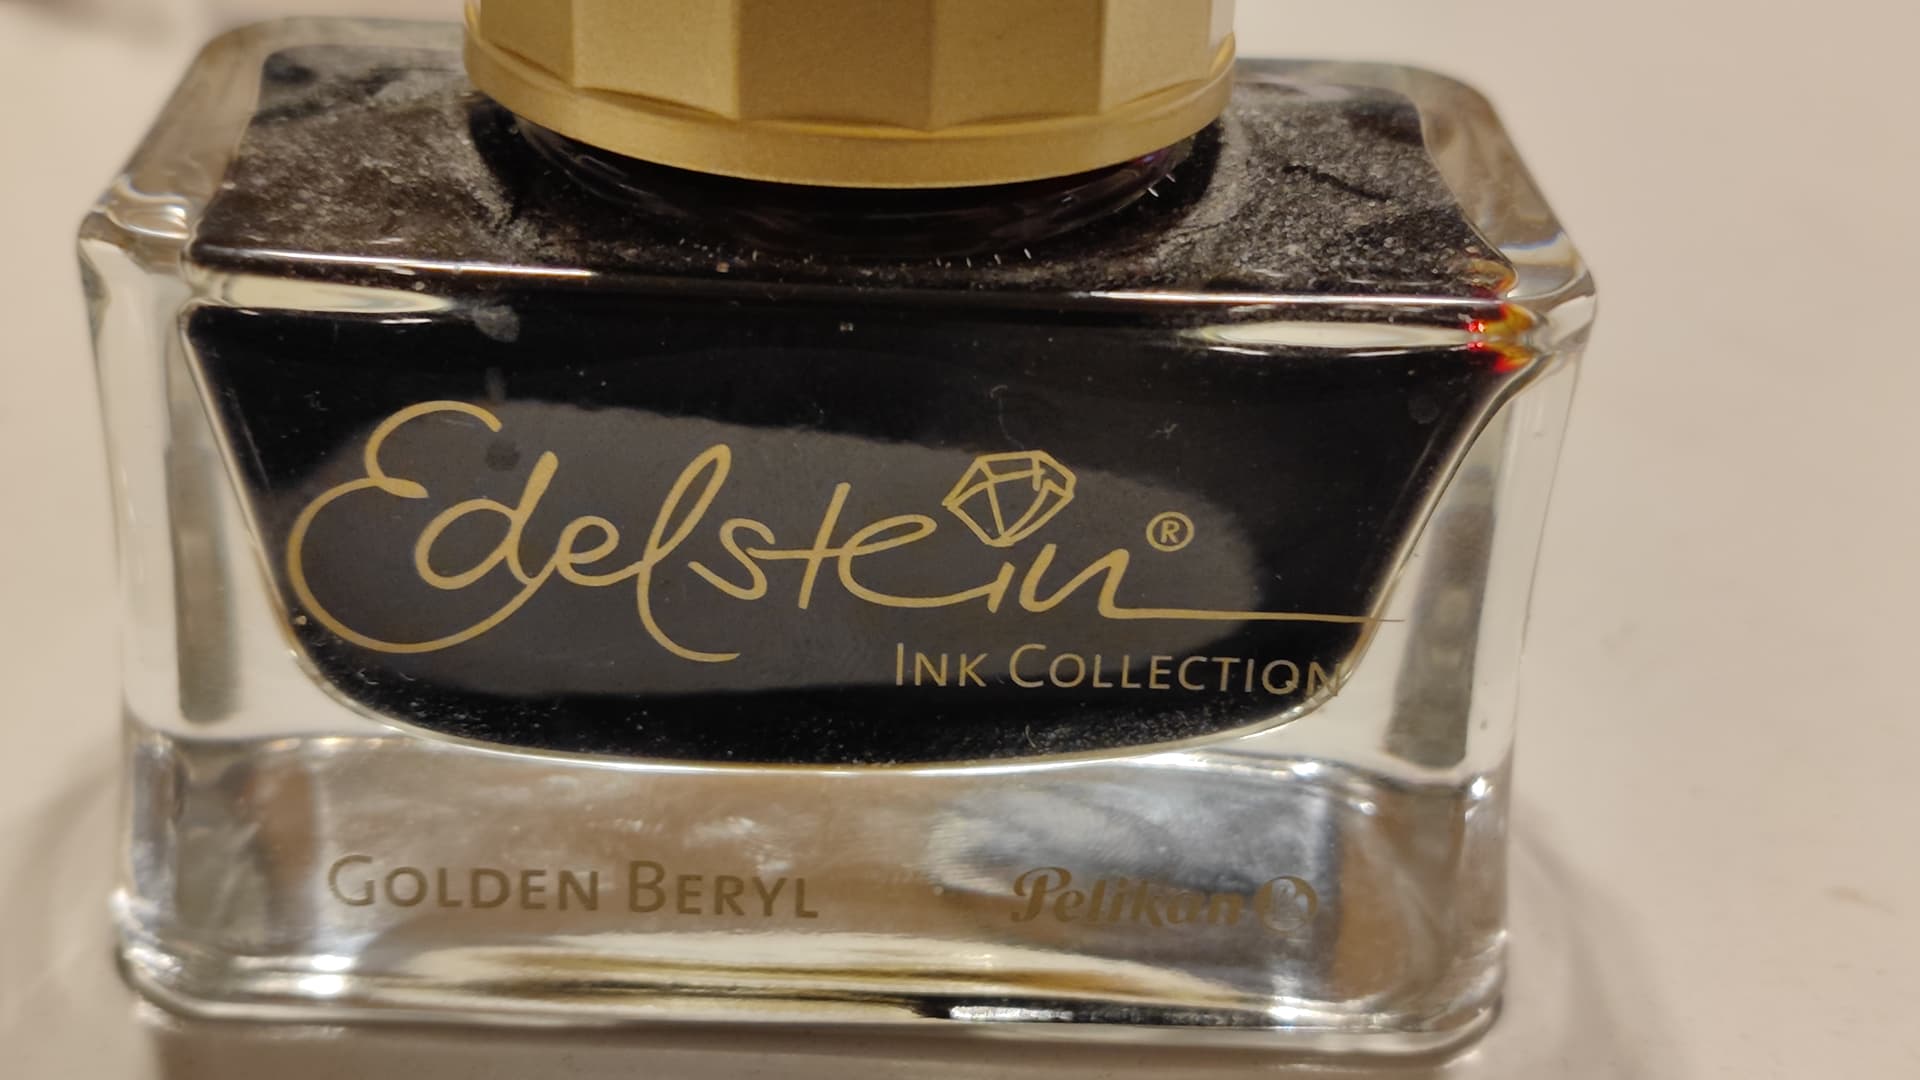 Edelstein®
INK COLLECTION
GOLDEN BERYL
Pelikan